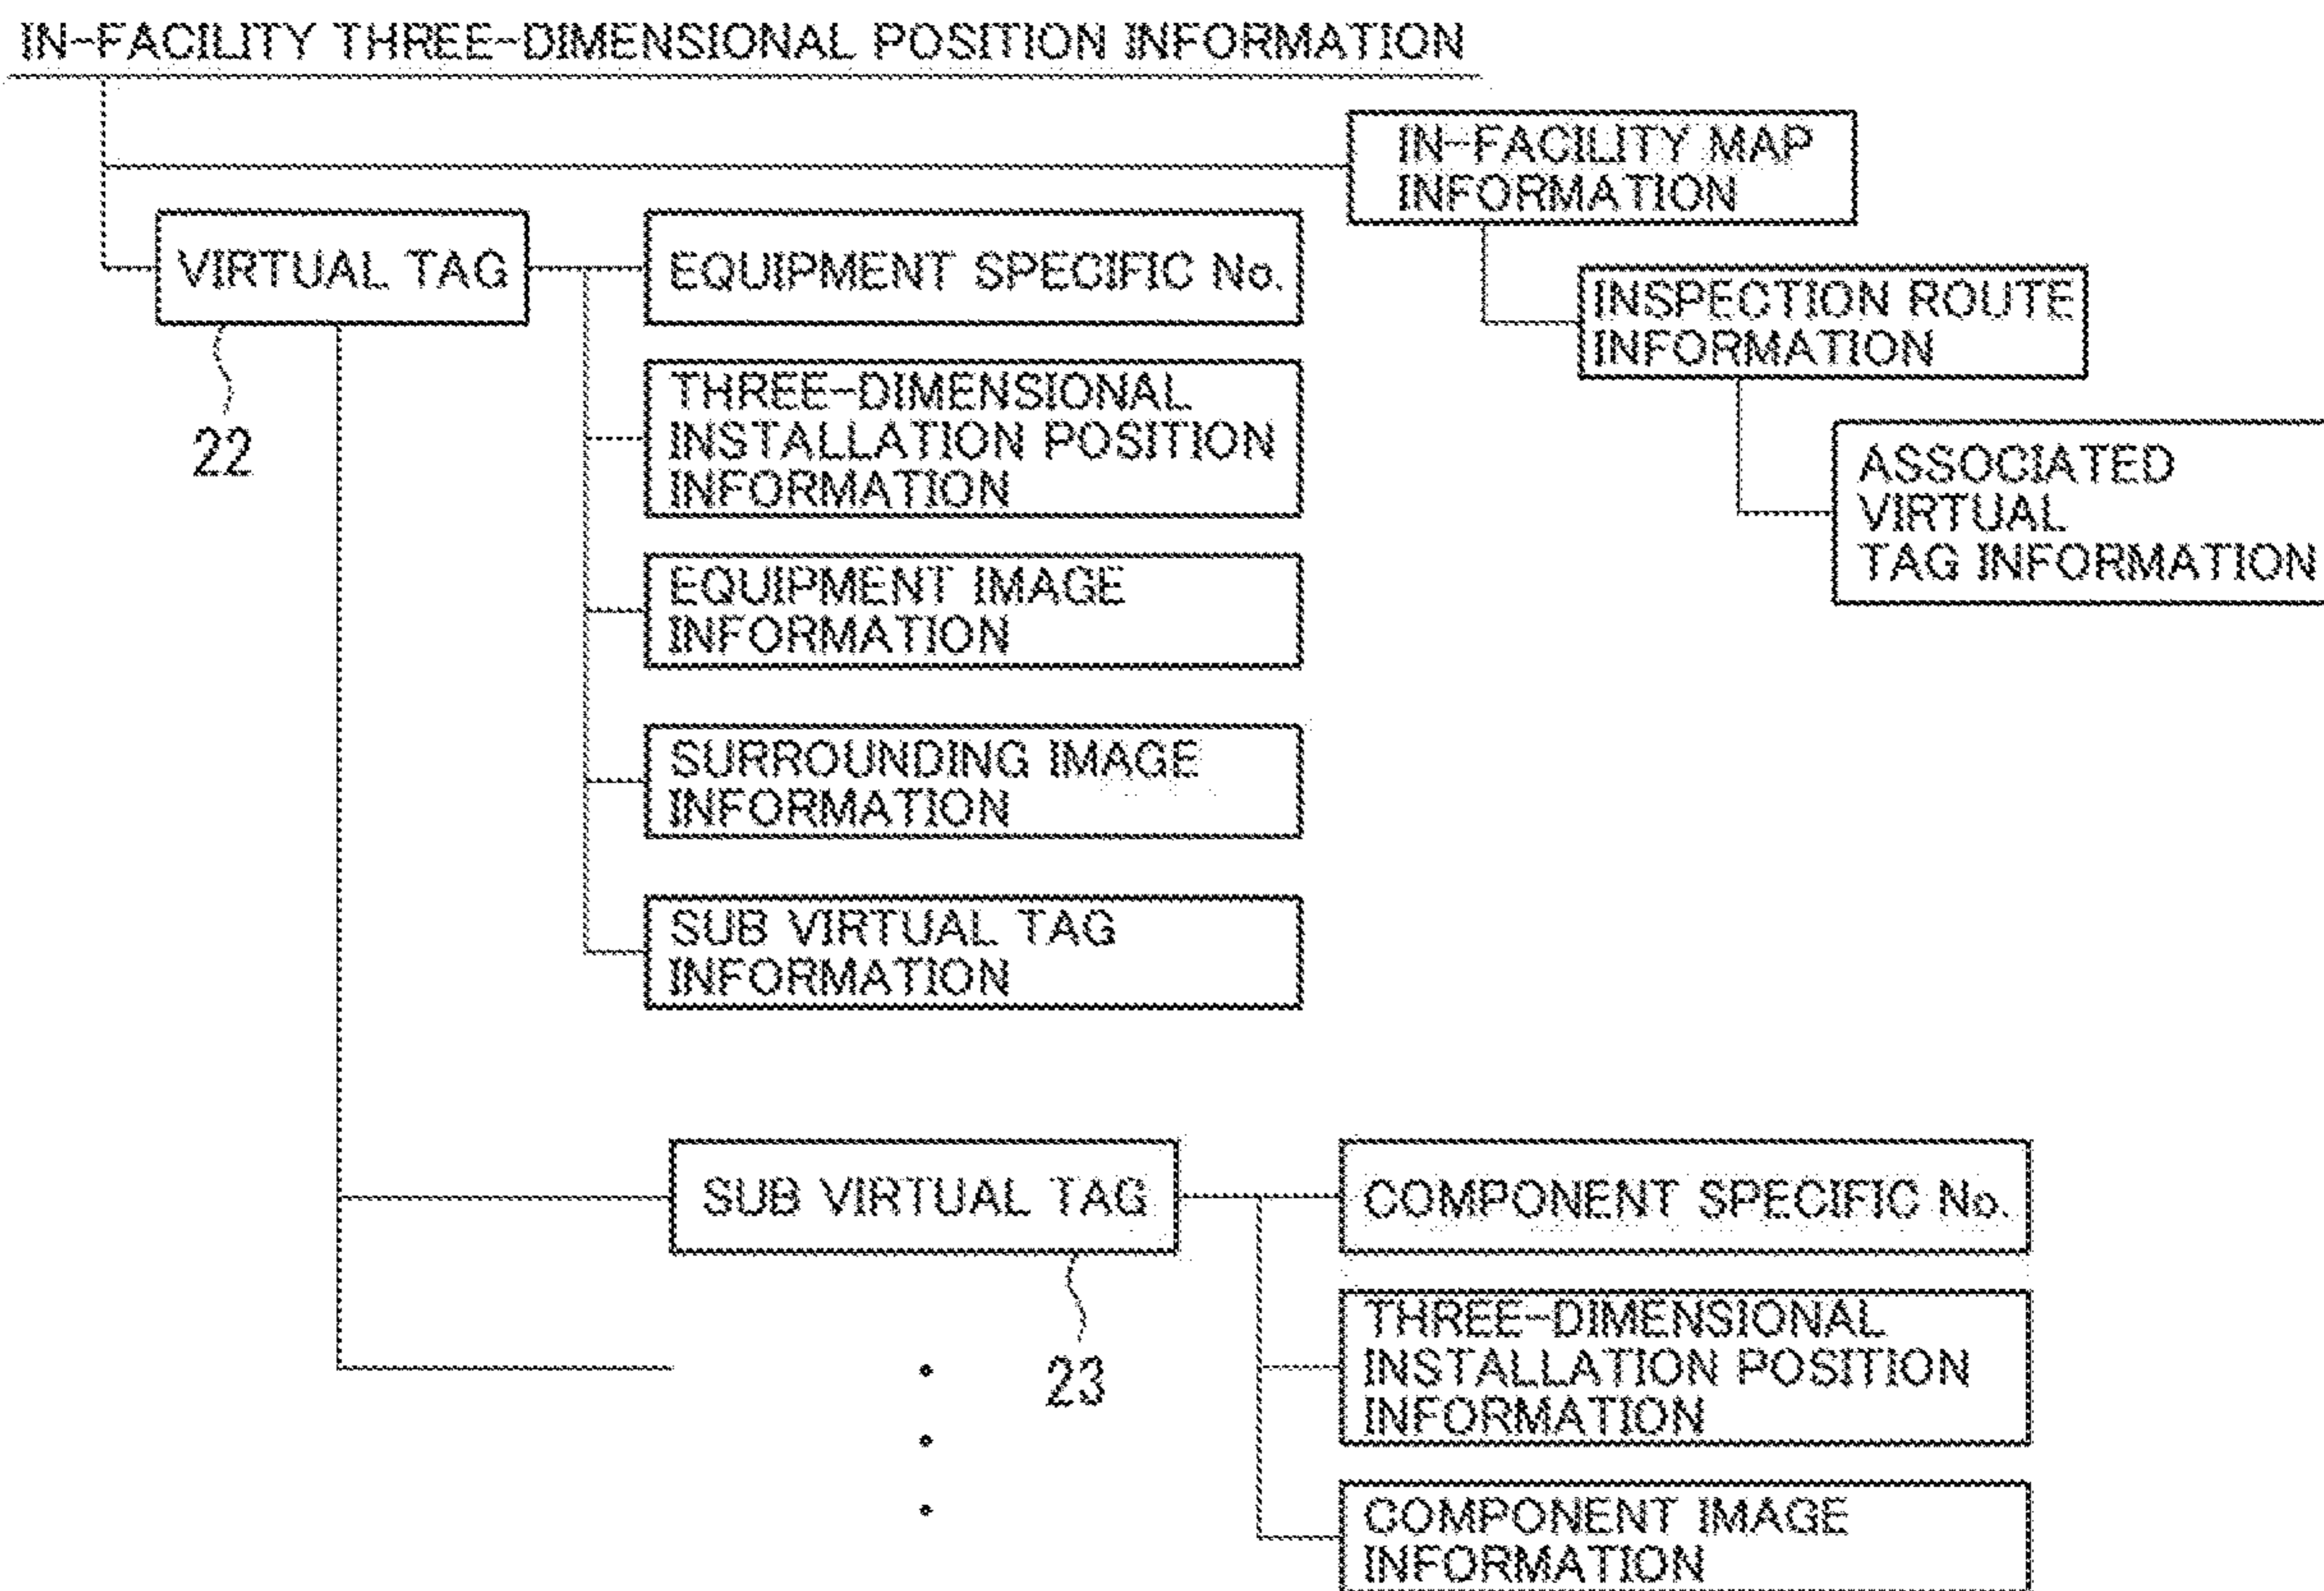 IN-FACILITY THREE-DIMENSIONAL POSITION INFORMATION
IN-FACILITY MAP
INFORMATION
INSPECTION ROUTE
INFORMATION
ASSOCIATED
VIRTUAL
TAG INFORMATION
VIRTUAL TAG
22
EQUIPMENT SPECIFIC No.
THREE-DIMENSIONAL
INSTALLATION POSITION
INFORMATION
EQUIPMENT IMAGE
INFORMATION
SURROUNDING IMAGE
INFORMATION
SUB VIRTUAL TAG
INFORMATION
SUB VIRTUAL TAG
23
COMPONENT SPECIFIC No.
THREE-DIMENSIONAL
INSTALLATION POSITION
INFORMATION
COMPONENT IMAGE
INFORMATION